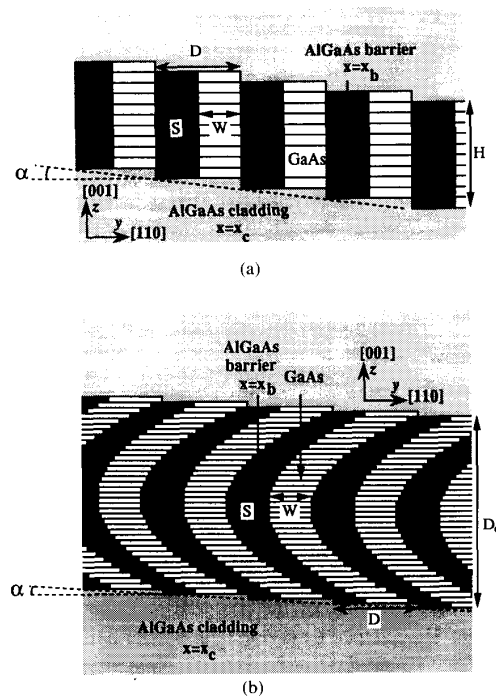 D
AlGaAs barrier
x=x_b
S
W
GaAs
H
α
[001]
z
y
[110]
AlGaAs cladding
x=x_c
(a)
AlGaAs
barrier
x=x_b
GaAs
[001]
z
y
[110]
S
W
α
D
AlGaAs cladding
x=x_c
(b)